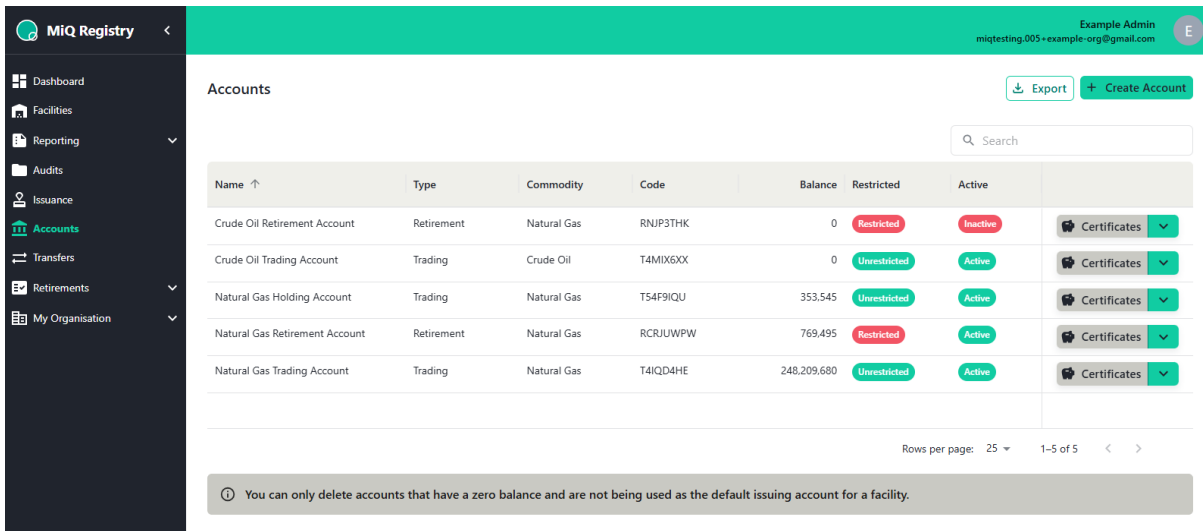 MiQ Registry
Example Admin
miqtesting.005+example-org@gmail.com
E
Dashboard
Facilities
Reporting
Audits
Issuance
Accounts
Transfers
Retirements
My Organisation
Accounts
Export
+ Create Account
Search
Name ↑ Type Commodity Code Balance Restricted Active
Crude Oil Retirement Account Retirement Natural Gas RNJP3THK 0 Restricted Inactive Certificates
Crude Oil Trading Account Trading Crude Oil T4MIX6XX 0 Unrestricted Active Certificates
Natural Gas Holding Account Trading Natural Gas T54F9IQU 353,545 Unrestricted Active Certificates
Natural Gas Retirement Account Retirement Natural Gas RCRJUWPW 769,495 Restricted Active Certificates
Natural Gas Trading Account Trading Natural Gas T4IQD4HE 248,209,680 Unrestricted Active Certificates
Rows per page: 25 1–5 of 5
You can only delete accounts that have a zero balance and are not being used as the default issuing account for a facility.